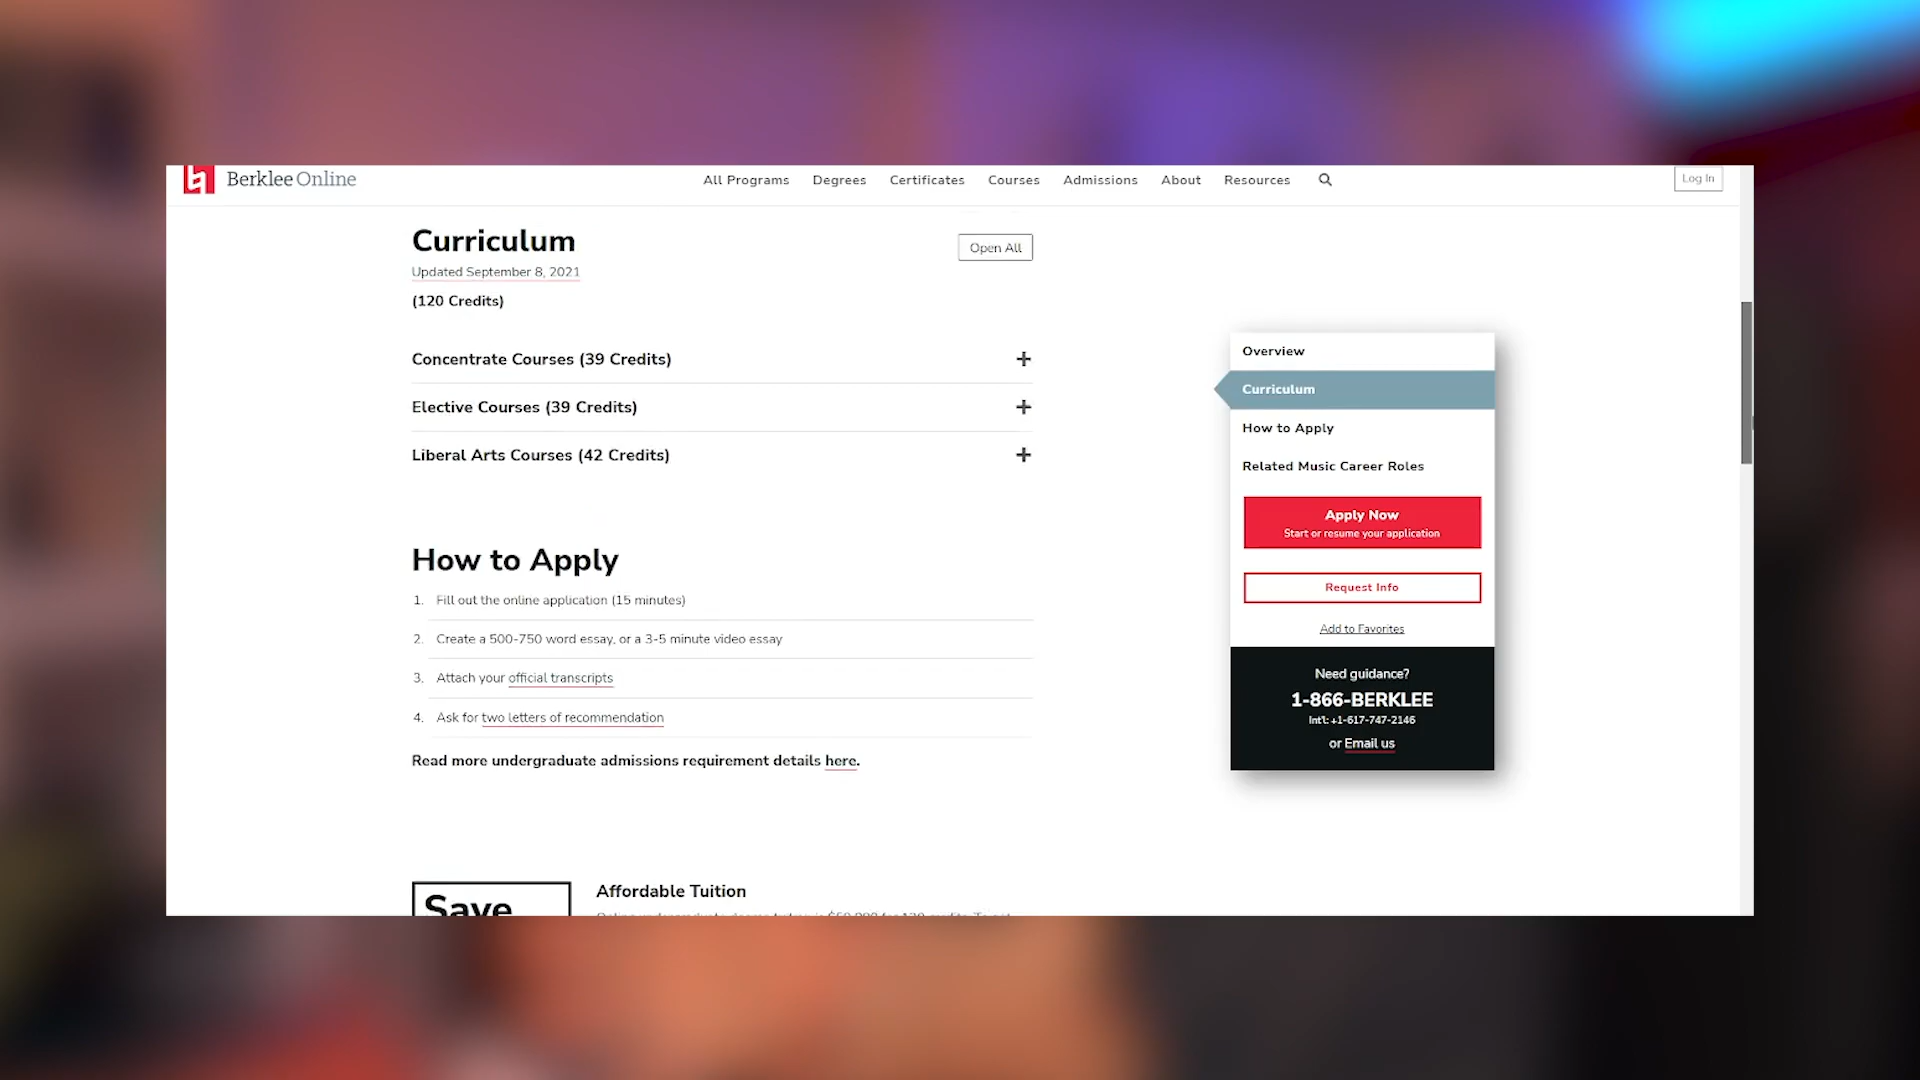 Berklee Online
All Programs Degrees Certificates Courses Admissions About Resources
Log In
Curriculum
Open All
Updated September 8, 2021
(120 Credits)
Concentrate Courses (39 Credits)
Elective Courses (39 Credits)
Liberal Arts Courses (42 Credits)
How to Apply
1. Fill out the online application (15 minutes)
2. Create a 500-750 word essay, or a 3-5 minute video essay
3. Attach your official transcripts
4. Ask for two letters of recommendation
Read more undergraduate admissions requirement details here.
Overview
Curriculum
How to Apply
Related Music Career Roles
Apply Now
Start or resume your application
Request Info
Add to Favorites
Need guidance?
1-866-BERKLEE
Int'l: +1-617-747-2146
or Email us
Save
Affordable Tuition